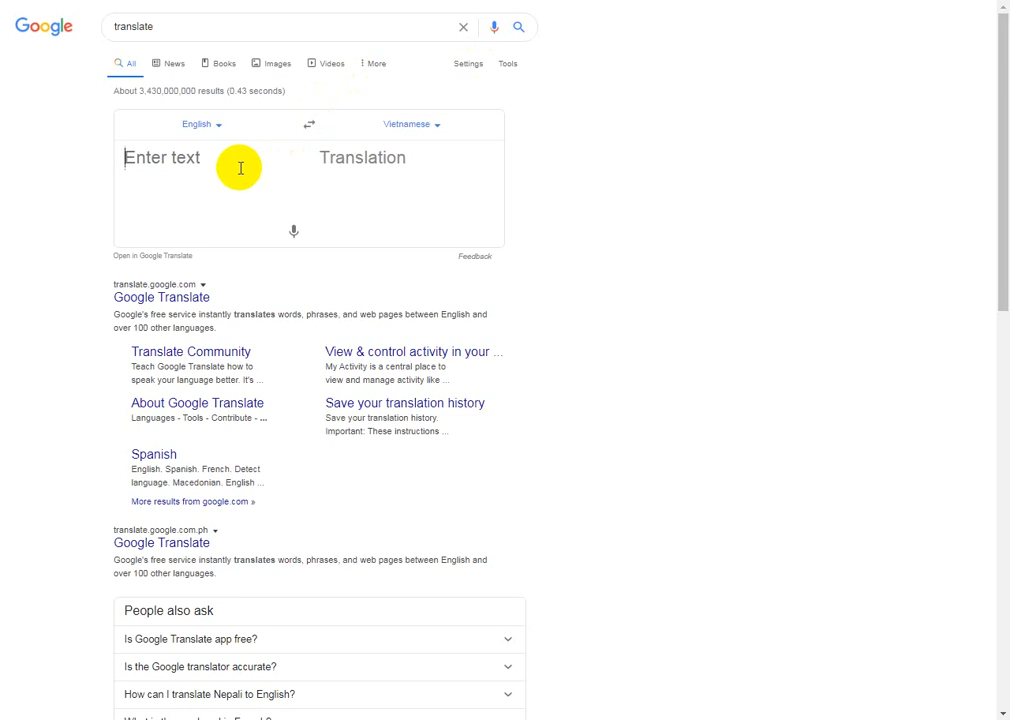 Google
translate
All News Books Images Videos More Settings Tools
About 3,430,000,000 results (0.43 seconds)
English Vietnamese
Enter text Translation
Open in Google Translate Feedback
translate.google.com
Google Translate
Google's free service instantly translates words, phrases, and web pages between English and
over 100 other languages.
Translate Community
Teach Google Translate how to
speak your language better. It's ...
View & control activity in your ...
My Activity is a central place to
view and manage activity like ...
About Google Translate
Languages - Tools - Contribute - ...
Save your translation history
Save your translation history.
Important: These instructions ...
Spanish
English. Spanish. French. Detect
language. Macedonian. English ...
More results from google.com »
translate.google.com.ph
Google Translate
Google's free service instantly translates words, phrases, and web pages between English and
over 100 other languages.
People also ask
Is Google Translate app free?
Is the Google translator accurate?
How can I translate Nepali to English?